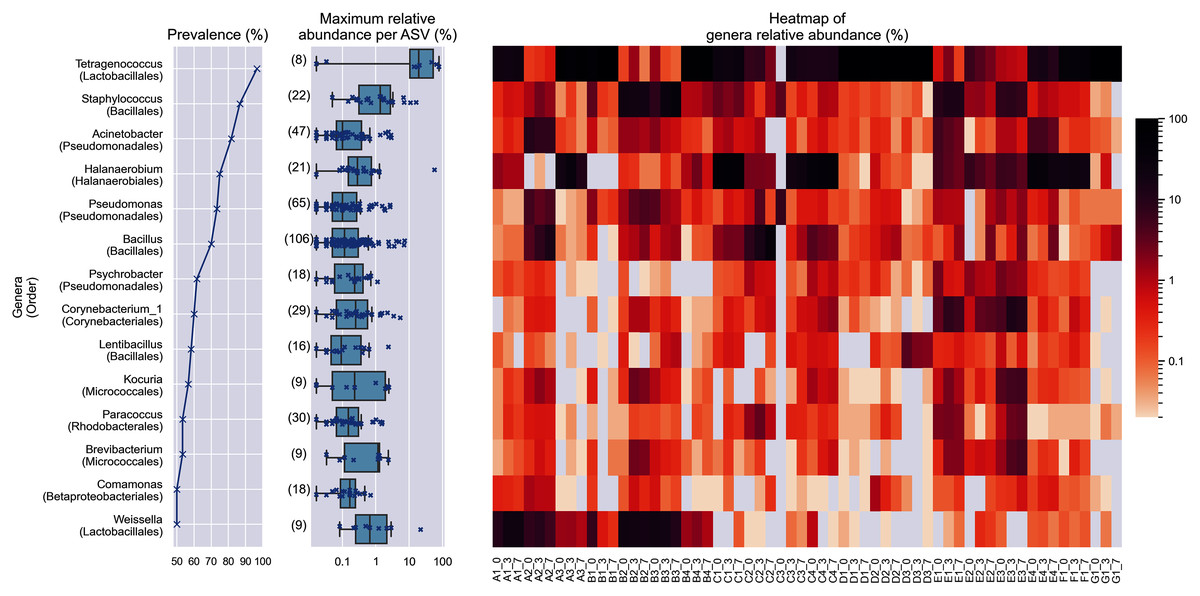 Prevalence (%)
Maximum relative
abundance per ASV (%)
Heatmap of
genera relative abundance (%)
Genera
(Order)
Tetragenococcus
(Lactobacillales)
(8)
Staphylococcus
(Bacillales)
(22)
Acinetobacter
(Pseudomonadales)
(47)
Halanaerobium
(Halanaerobiales)
(21)
Pseudomonas
(Pseudomonadales)
(65)
Bacillus
(Bacillales)
(106)
Psychrobacter
(Pseudomonadales)
(18)
Corynebacterium_1
(Corynebacteriales)
(29)
Lentibacillus
(Bacillales)
(16)
Kocuria
(Micrococcales)
(9)
Paracoccus
(Rhodobacterales)
(30)
Brevibacterium
(Micrococcales)
(9)
Comamonas
(Betaproteobacteriales)
(18)
Weissella
(Lactobacillales)
(9)
50 60 70 80 90 100
0.1 1 10 100
A1_0 A1_3 A1_7 A2_0 A2_3 A2_7 A3_0 A3_3 A3_7 B1_0 B1_3 B1_7 B2_0 B2_3 B2_7 B3_0 B3_3 B3_7 B4_0 B4_3 B4_7 C1_0 C1_3 C1_7 C2_0 C2_3 C2_7 C3_0 C3_3 C3_7 C4_0 C4_3 C4_7 D1_0 D1_3 D1_7 D2_0 D2_3 D2_7 D3_0 D3_3 D3_7 E1_0 E1_3 E1_7 E2_0 E2_3 E2_7 E3_0 E3_3 E3_7 E4_0 E4_3 E4_7 F1_0 F1_3 F1_7 G1_0 G1_3 G1_7
100
10
1
0.1